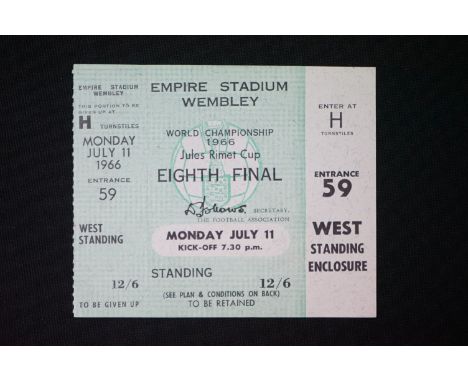 EMPIRE STADIUM
WEMBLEY
THIS PORTION TO BE
GIVEN UP AT
H TURNSTILES
MONDAY
JULY 11
1966
ENTRANCE
59
WEST
STANDING
12/6
TO BE GIVEN UP
EMPIRE STADIUM
WEMBLEY
WORLD CHAMPIONSHIP
1966
Jules Rimet Cup
EIGHTH FINAL
SECRETARY,
THE FOOTBALL ASSOCIATION
MONDAY JULY 11
KICK-OFF 7.30 p.m.
STANDING
12/6
(SEE PLAN & CONDITIONS ON BACK)
TO BE RETAINED
ENTER AT
H
TURNSTILES
ENTRANCE
59
WEST
STANDING
ENCLOSURE